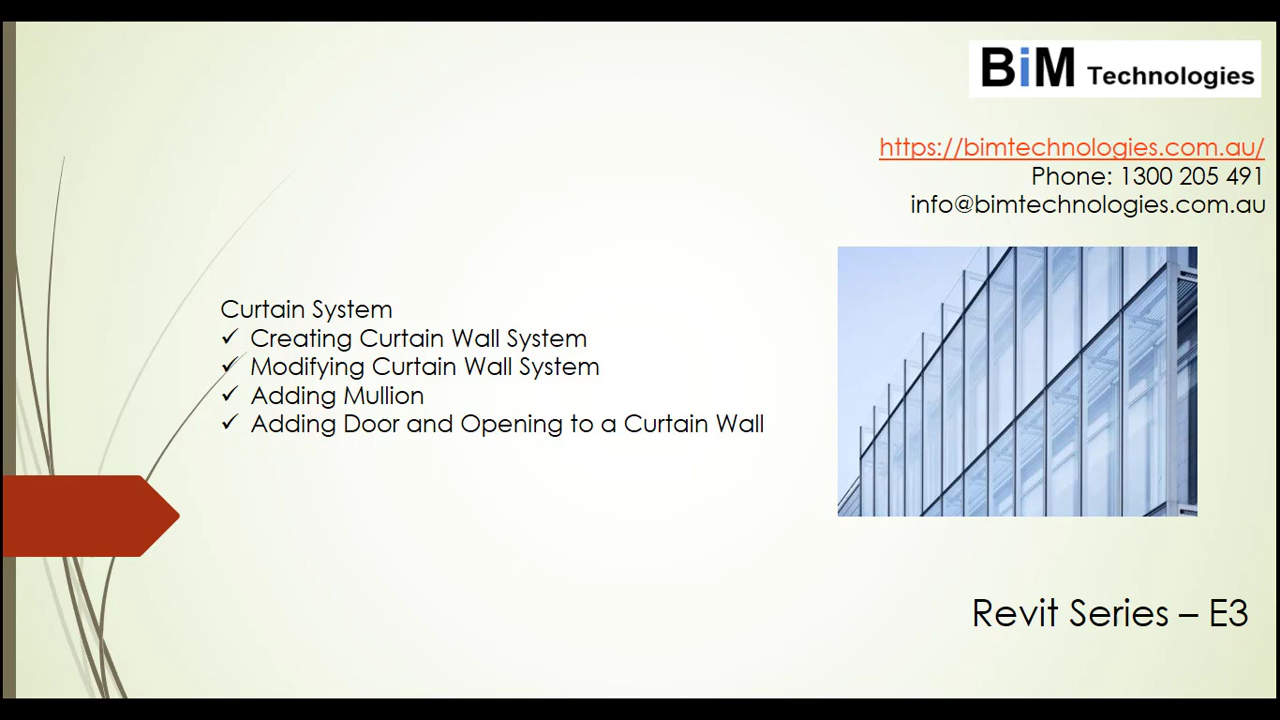 BiM Technologies
https://bimtechnologies.com.au/
Phone: 1300 205 491
info@bimtechnologies.com.au
Curtain System
✓ Creating Curtain Wall System
✓ Modifying Curtain Wall System
✓ Adding Mullion
✓ Adding Door and Opening to a Curtain Wall
Revit Series – E3